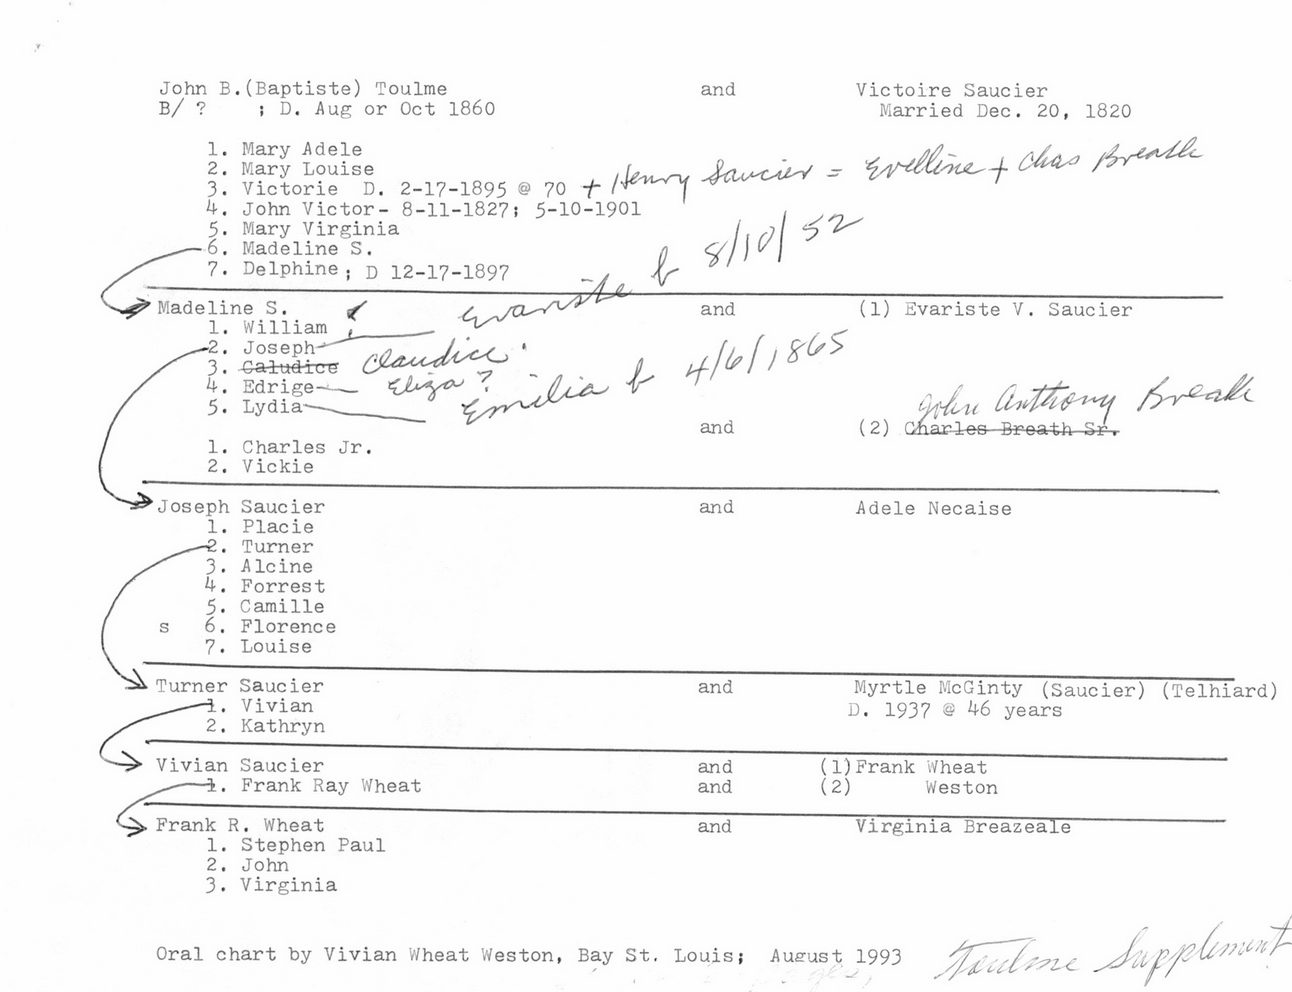 John B.(Baptiste) Toulme and Victoire Saucier
B/ ? ; D. Aug or Oct 1860 Married Dec. 20, 1820
1. Mary Adele
2. Mary Louise
3. Victorie D. 2-17-1895 @ 70 + Henry Saucier = Evelline + Chas Breath
4. John Victor- 8-11-1827; 5-10-1901
5. Mary Virginia
6. Madeline S.
7. Delphine; D 12-17-1897
Evariste b 8/10/52
Madeline S. and (1) Evariste V. Saucier
1. William
2. Joseph
3. Caludice Claudice
4. Edrige Eliza ?
5. Lydia Emilia b 4/6/1865
John Anthony Breath
and (2) Charles Breath Sr.
1. Charles Jr.
2. Vickie
Joseph Saucier and Adele Necaise
1. Placie
2. Turner
3. Alcine
4. Forrest
5. Camille
s 6. Florence
7. Louise
Turner Saucier and Myrtle McGinty (Saucier) (Telhiard)
1. Vivian D. 1937 @ 46 years
2. Kathryn
Vivian Saucier and (1) Frank Wheat
1. Frank Ray Wheat and (2) Weston
Frank R. Wheat and Virginia Breazeale
1. Stephen Paul
2. John
3. Virginia
Oral chart by Vivian Wheat Weston, Bay St. Louis; August 1993 Toulme Supplement